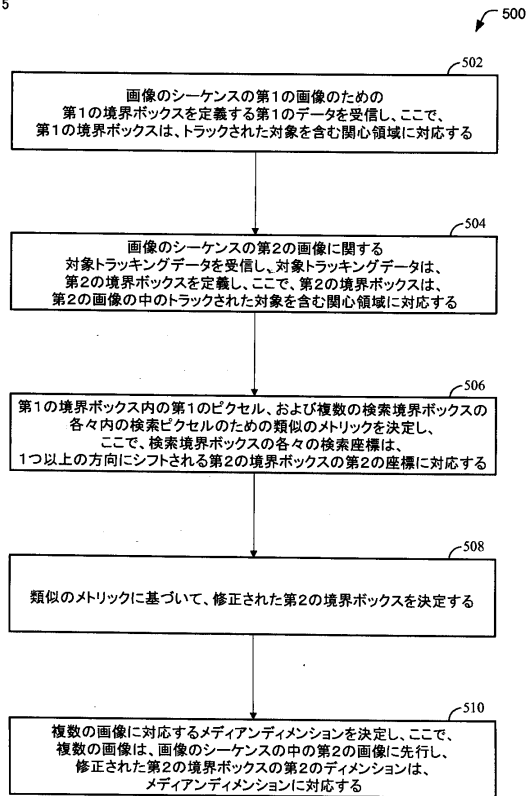 5
500
502
画像のシーケンスの第1の画像のための
第1の境界ボックスを定義する第1のデータを受信し、ここで、
第1の境界ボックスは、トラックされた対象を含む関心領域に対応する
504
画像のシーケンスの第2の画像に関する
対象トラッキングデータを受信し、対象トラッキングデータは、
第2の境界ボックスを定義し、ここで、第2の境界ボックスは、
第2の画像の中のトラックされた対象を含む関心領域に対応する
506
第1の境界ボックス内の第1のピクセル、および複数の検索境界ボックスの
各々内の検索ピクセルのための類似のメトリックを決定し、
ここで、検索境界ボックスの各々の検索座標は、
1つ以上の方向にシフトされる第2の境界ボックスの第2の座標に対応する
508
類似のメトリックに基づいて、修正された第2の境界ボックスを決定する
510
複数の画像に対応するメディアンディメンションを決定し、ここで、
複数の画像は、画像のシーケンスの中の第2の画像に先行し、
修正された第2の境界ボックスの第2のディメンションは、
メディアンディメンションに対応する